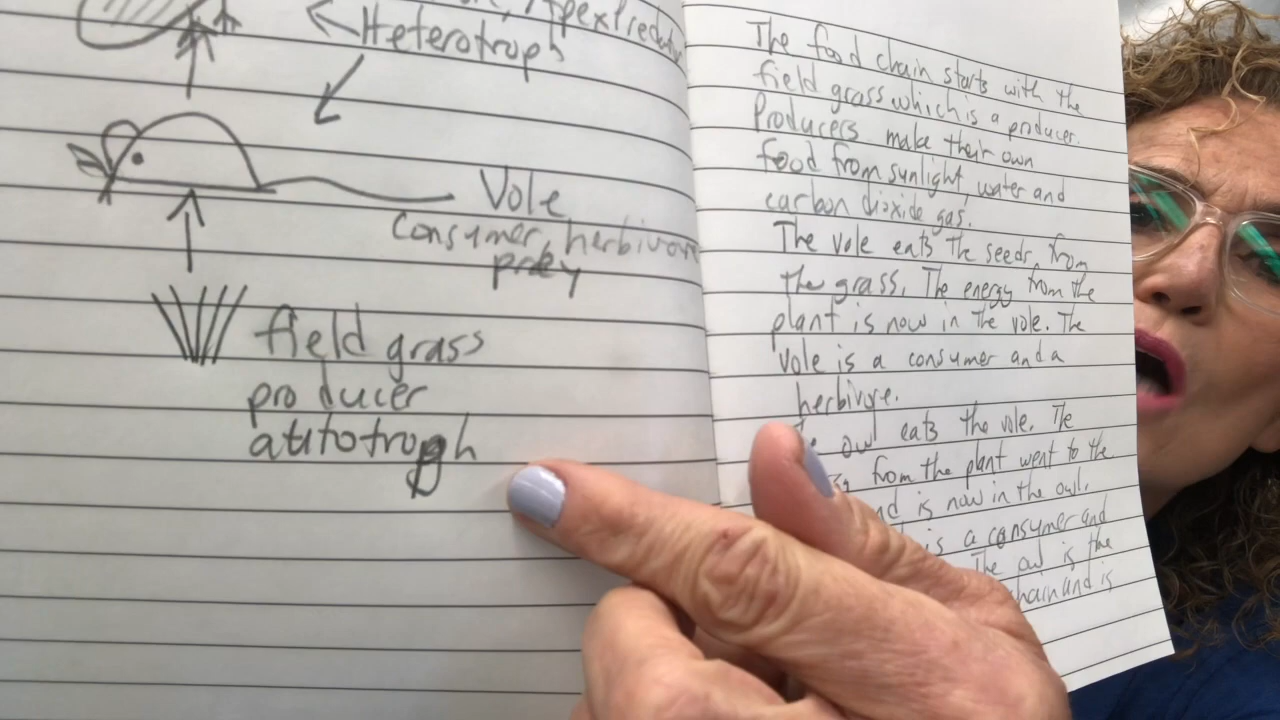 Apex Predator
Heterotroph
Vole
Consumer, herbivore
prey
field grass
producer
autotroph
The food chain starts with the
field grass which is a producer.
Producers make their own
food from sunlight, water and
carbon dioxide gas.
The vole eats the seeds from
the grass. The energy from the
plant is now in the vole. The
vole is a consumer and a
herbivore.
owl eats the vole. The
from the plant went to the
is now in the owl.
is a consumer and
The owl is the
chain and is